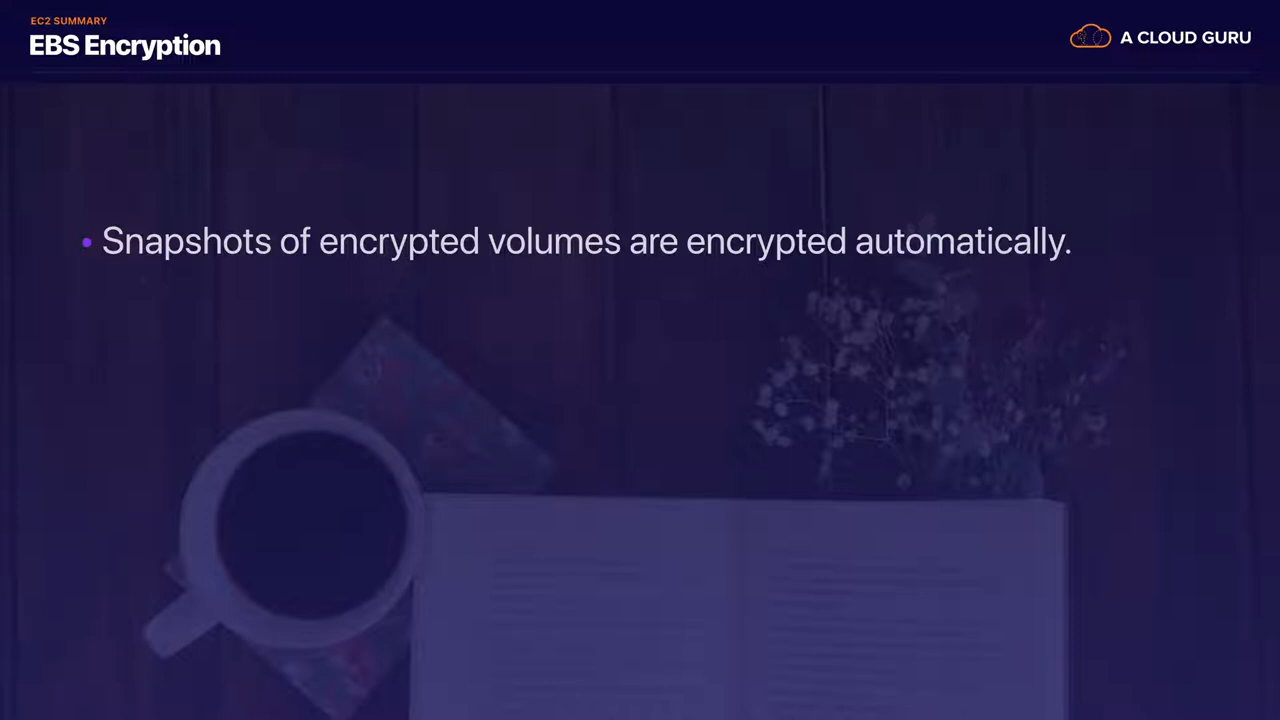 EC2 SUMMARY
EBS Encryption
A CLOUD GURU
• Snapshots of encrypted volumes are encrypted automatically.